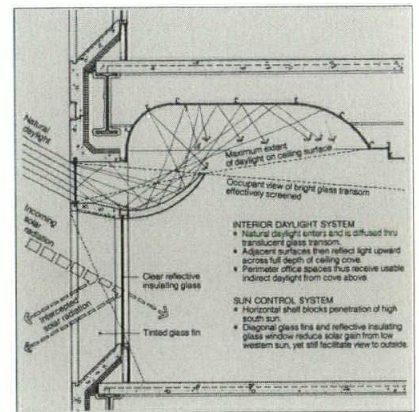 Natural
daylight
Maximum extent
of daylight on ceiling surface
Occupant view of bright glass transom
effectively screened
Incoming
solar
radiation
Intercepted
solar radiation
Clear reflective
insulating glass
Tinted glass fin
INTERIOR DAYLIGHT SYSTEM
• Natural daylight enters and is diffused thru
translucent glass transom.
• Adjacent surfaces then reflect light upward
across full depth of ceiling cove.
• Perimeter office spaces thus receive usable
indirect daylight from cove above.
SUN CONTROL SYSTEM
• Horizontal shelf blocks penetration of high
south sun.
• Diagonal glass fins and reflective insulating
glass window reduce solar gain from low
western sun, yet still facilitate view to outside.